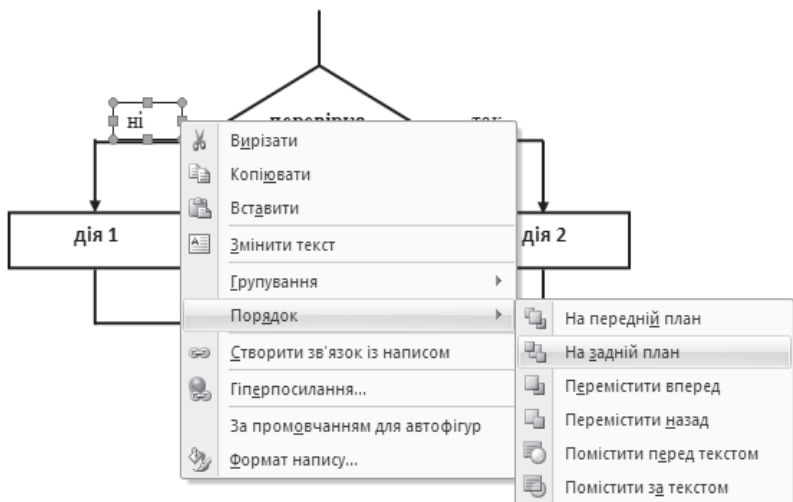 ні
перевірка
так
дія 1
дія 2
Вирізати
Копіювати
Вставити
Змінити текст
Групування
Порядок
Створити зв'язок із написом
Гіперпосилання...
За промовчанням для автофігур
Формат напису...
На передній план
На задній план
Перемістити вперед
Перемістити назад
Помістити перед текстом
Помістити за текстом